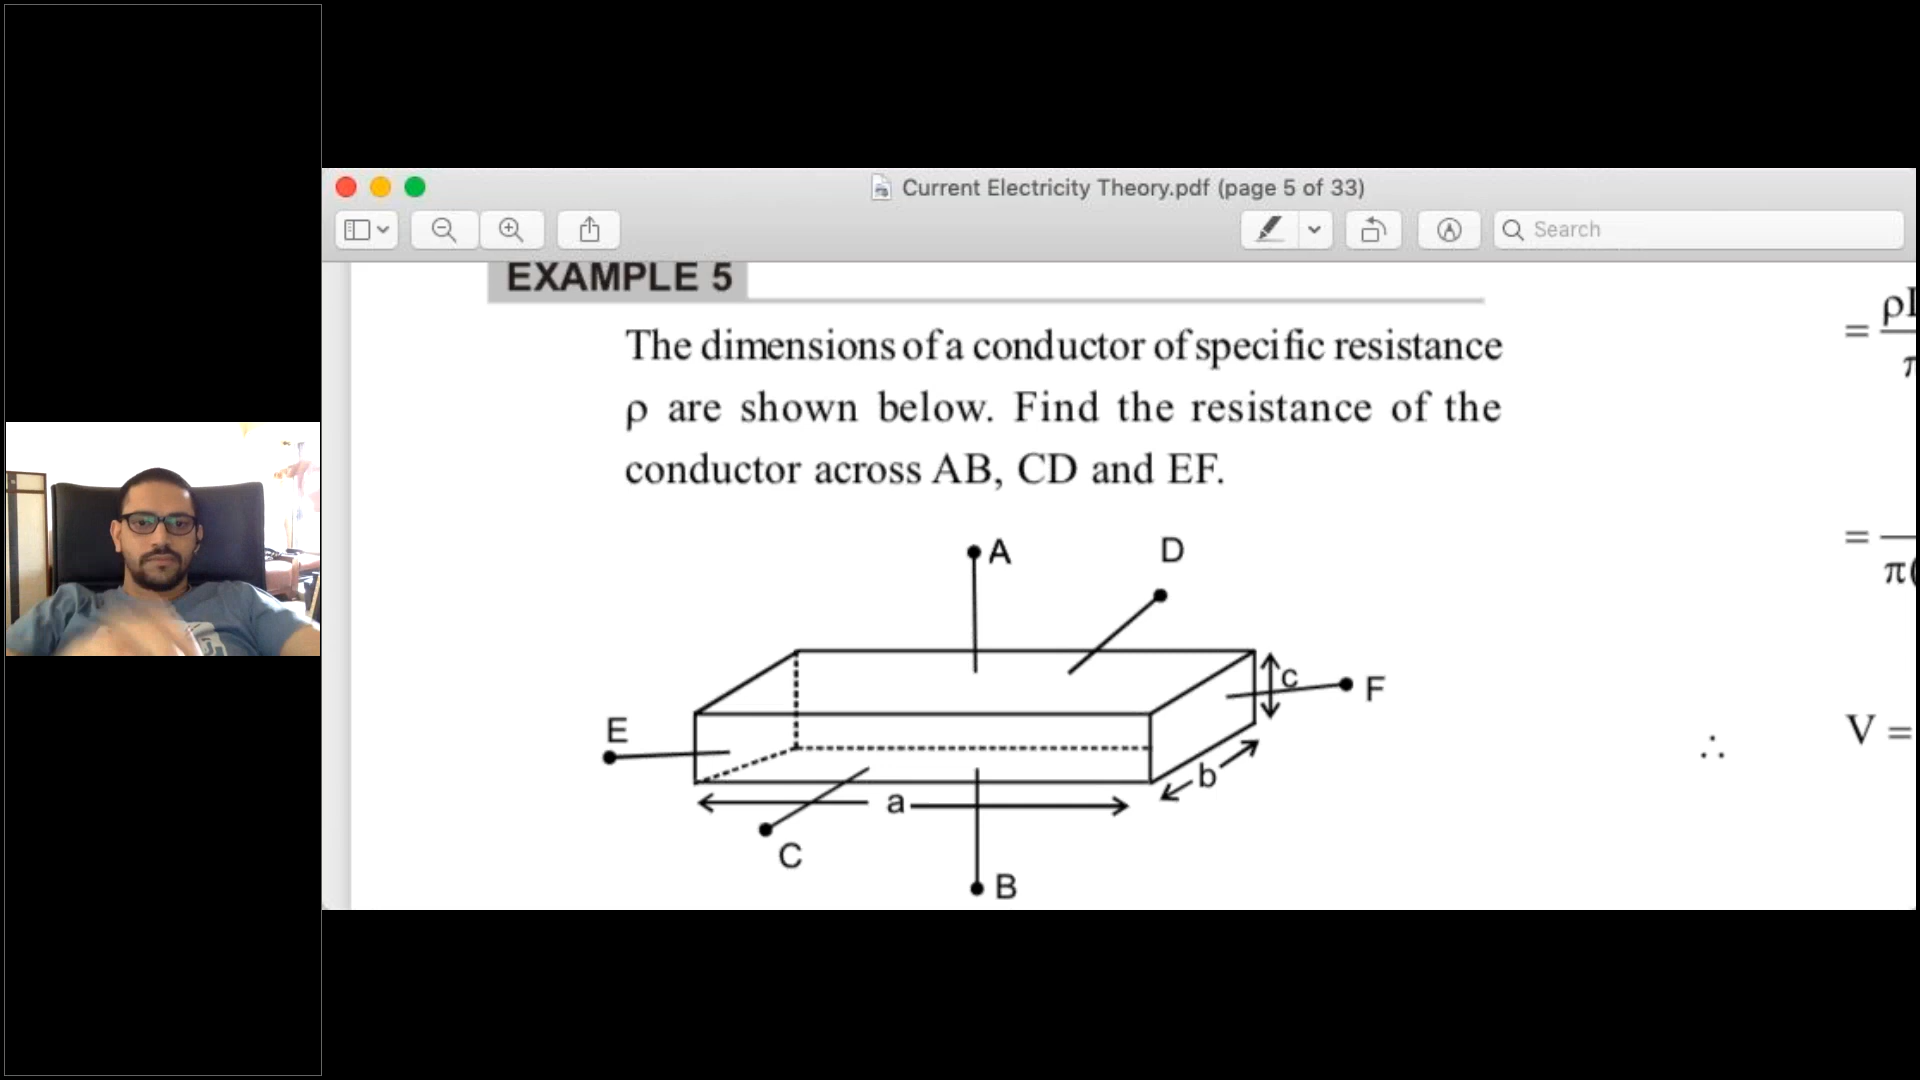 Current Electricity Theory.pdf (page 5 of 33)
Search
EXAMPLE 5
The dimensions of a conductor of specific resistance
ρ are shown below. Find the resistance of the
conductor across AB, CD and EF.
A
D
c
F
E
b
a
C
B
= ρ
=
π(
∴ V =